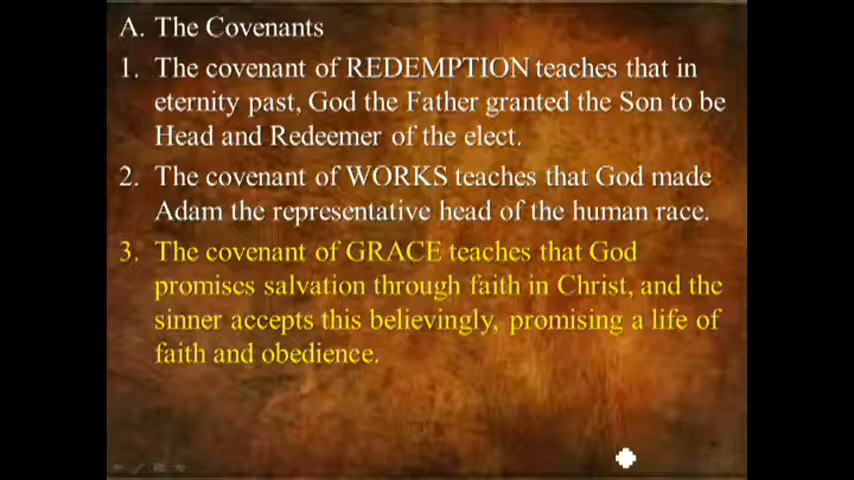 A. The Covenants
1. The covenant of REDEMPTION teaches that in
eternity past, God the Father granted the Son to be
Head and Redeemer of the elect.
2. The covenant of WORKS teaches that God made
Adam the representative head of the human race.
3. The covenant of GRACE teaches that God
promises salvation through faith in Christ, and the
sinner accepts this believingly, promising a life of
faith and obedience.